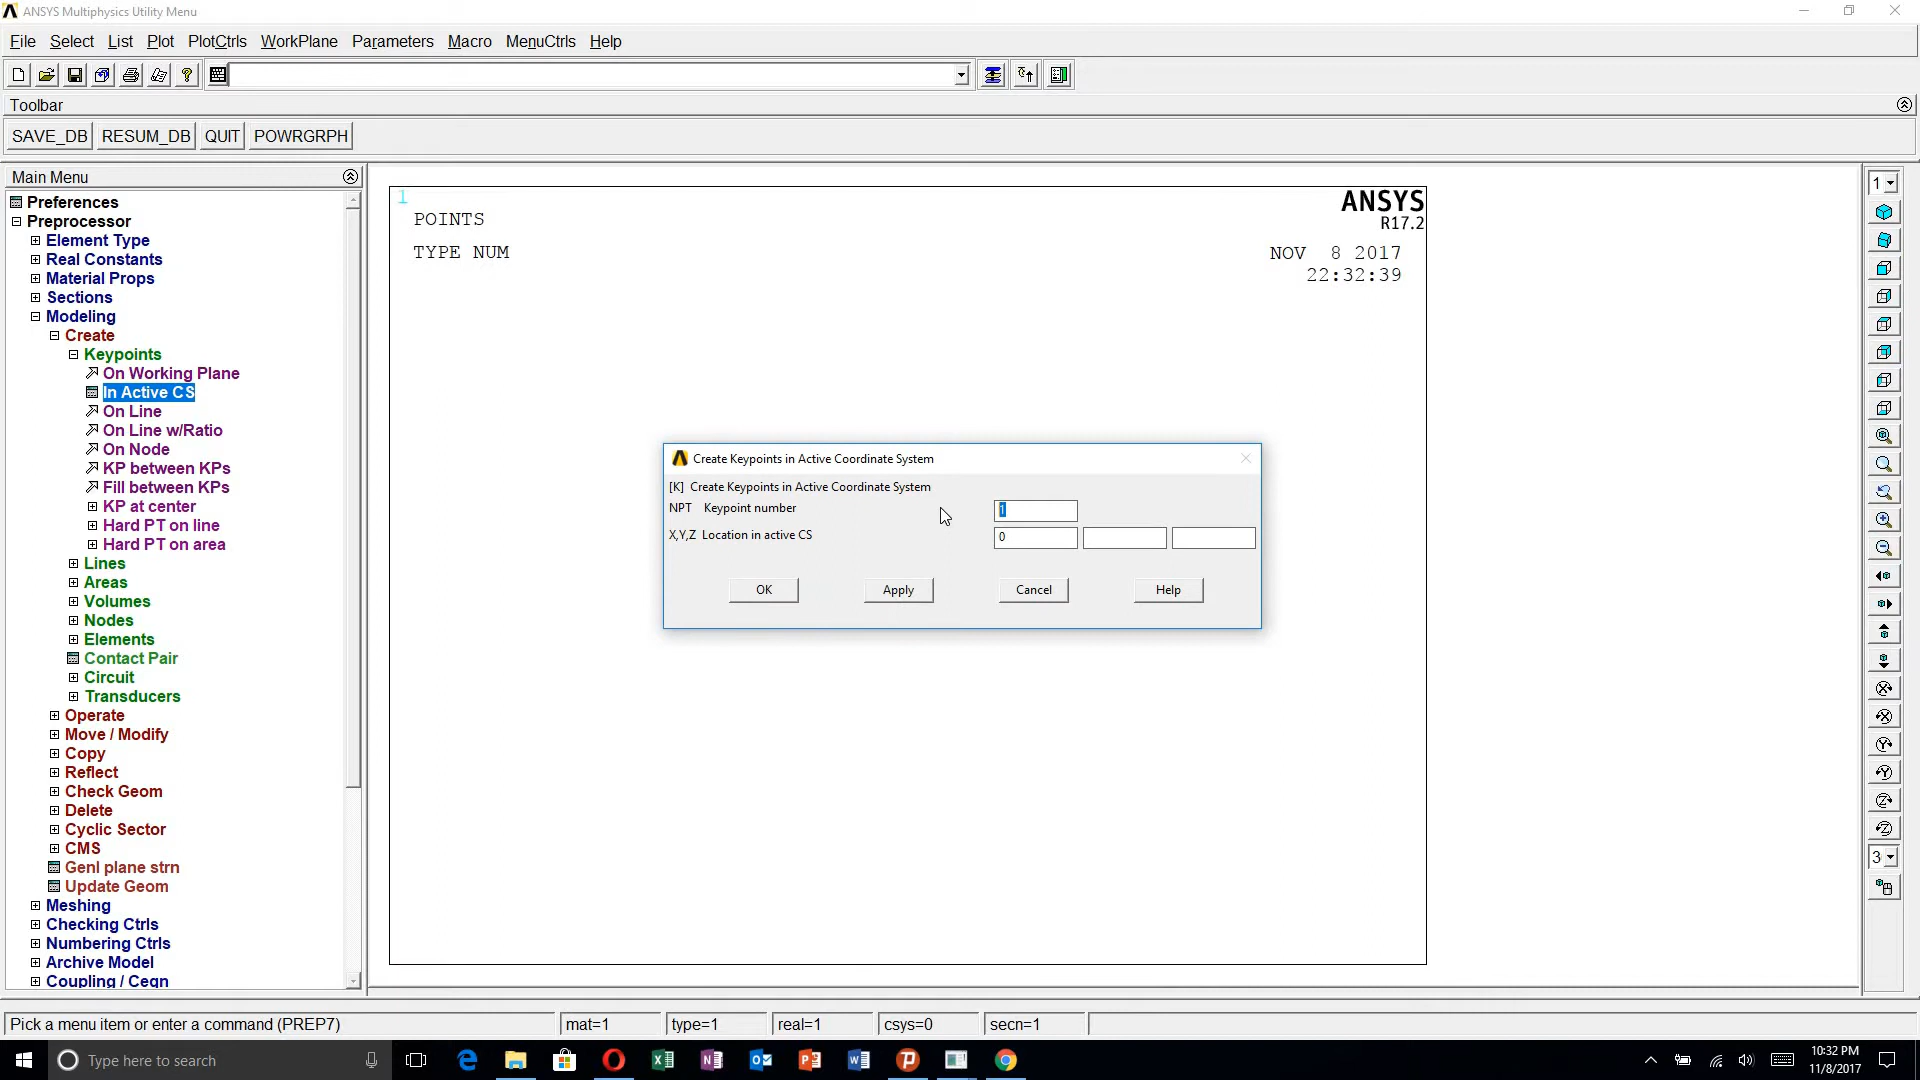 ANSYS Multiphysics Utility Menu
File Select List Plot PlotCtrls WorkPlane Parameters Macro MenuCtrls Help
Toolbar
SAVE_DB RESUM_DB QUIT POWRGRPH
Main Menu
Preferences
Preprocessor
Element Type
Real Constants
Material Props
Sections
Modeling
Create
Keypoints
On Working Plane
In Active CS
On Line
On Line w/Ratio
On Node
KP between KPs
Fill between KPs
KP at center
Hard PT on line
Hard PT on area
Lines
Areas
Volumes
Nodes
Elements
Contact Pair
Circuit
Transducers
Operate
Move / Modify
Copy
Reflect
Check Geom
Delete
Cyclic Sector
CMS
Genl plane strn
Update Geom
Meshing
Checking Ctrls
Numbering Ctrls
Archive Model
Coupling / Ceqn
1
POINTS
TYPE NUM
ANSYS
R17.2
NOV 8 2017
22:32:39
Create Keypoints in Active Coordinate System
[K] Create Keypoints in Active Coordinate System
NPT Keypoint number 1
X,Y,Z Location in active CS 0
OK Apply Cancel Help
1
3
Pick a menu item or enter a command (PREP7) mat=1 type=1 real=1 csys=0 secn=1
Type here to search
10:32 PM
11/8/2017